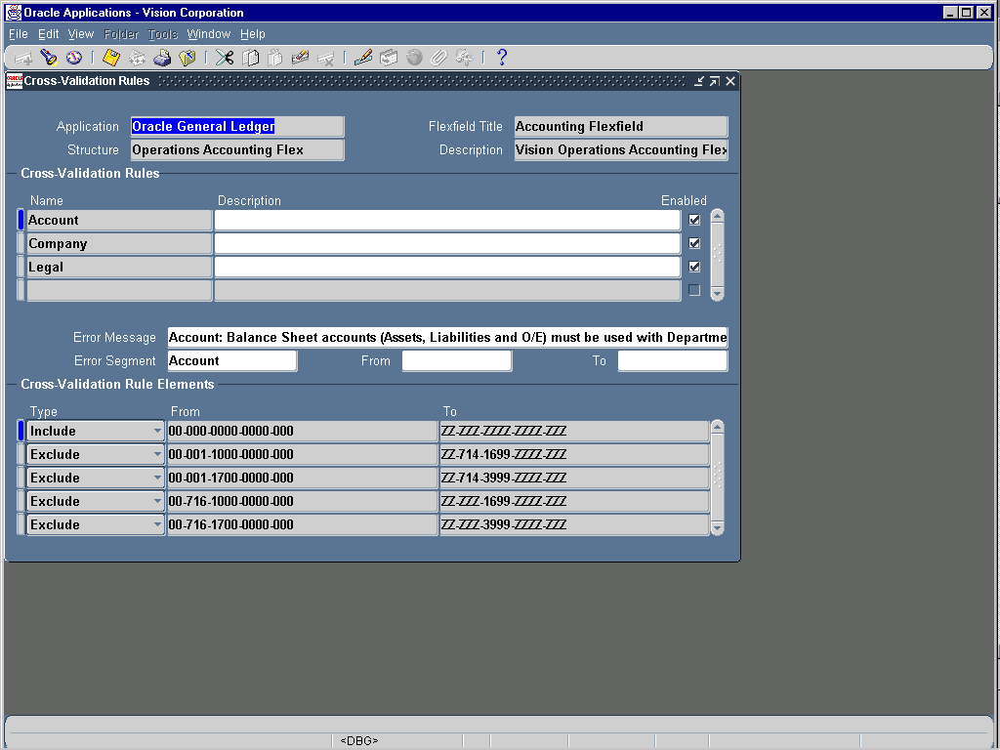 Oracle Applications - Vision Corporation
File Edit View Folder Tools Window Help
Cross-Validation Rules
Application Oracle General Ledger Flexfield Title Accounting Flexfield
Structure Operations Accounting Flex Description Vision Operations Accounting Flex
Cross-Validation Rules
Name Description Enabled
Account
Company
Legal
Error Message Account: Balance Sheet accounts (Assets, Liabilities and O/E) must be used with Departme
Error Segment Account From To
Cross-Validation Rule Elements
Type From To
Include 00-000-0000-0000-000 ZZ-ZZZ-ZZZZ-ZZZZ-ZZZ
Exclude 00-001-1000-0000-000 ZZ-714-1699-ZZZZ-ZZZ
Exclude 00-001-1700-0000-000 ZZ-714-3999-ZZZZ-ZZZ
Exclude 00-716-1000-0000-000 ZZ-ZZZ-1699-ZZZZ-ZZZ
Exclude 00-716-1700-0000-000 ZZ-ZZZ-3999-ZZZZ-ZZZ
<DBG>